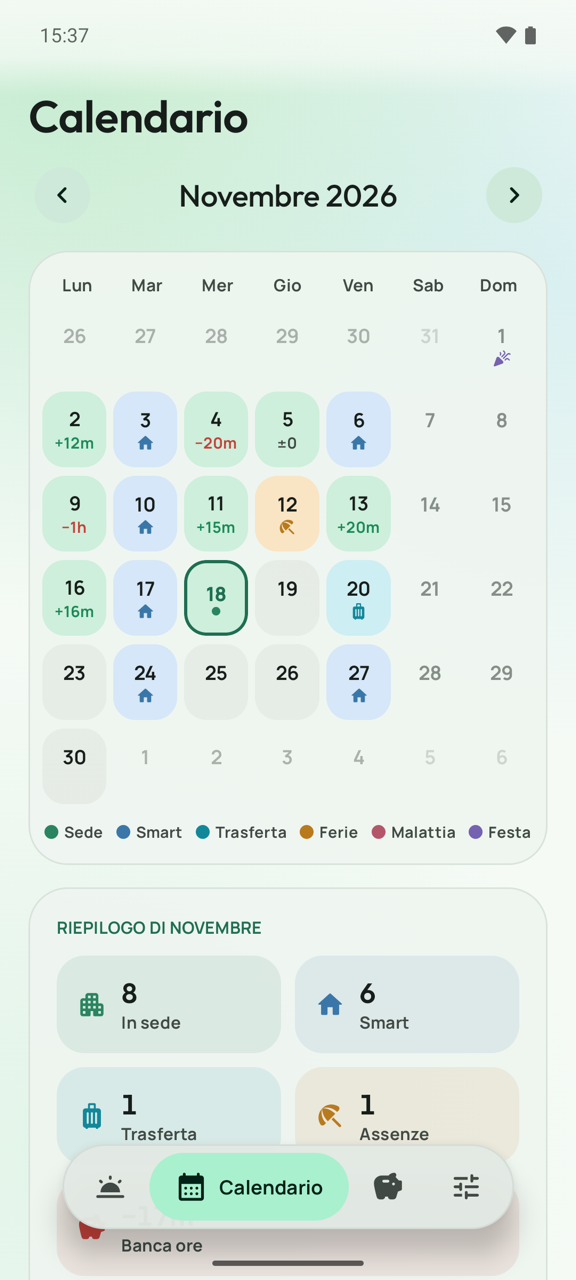 15:37
Calendario
Novembre 2026
Lun Mar Mer Gio Ven Sab Dom
26 27 28 29 30 31 1
2 3 4 5 6 7 8
+12m −20m ±0
9 10 11 12 13 14 15
−1h +15m +20m
16 17 18 19 20 21 22
+16m
23 24 25 26 27 28 29
30 1 2 3 4 5 6
Sede Smart Trasferta Ferie Malattia Festa
RIEPILOGO DI NOVEMBRE
8 6
In sede Smart
1 1
Trasferta Assenze
Calendario
Banca ore